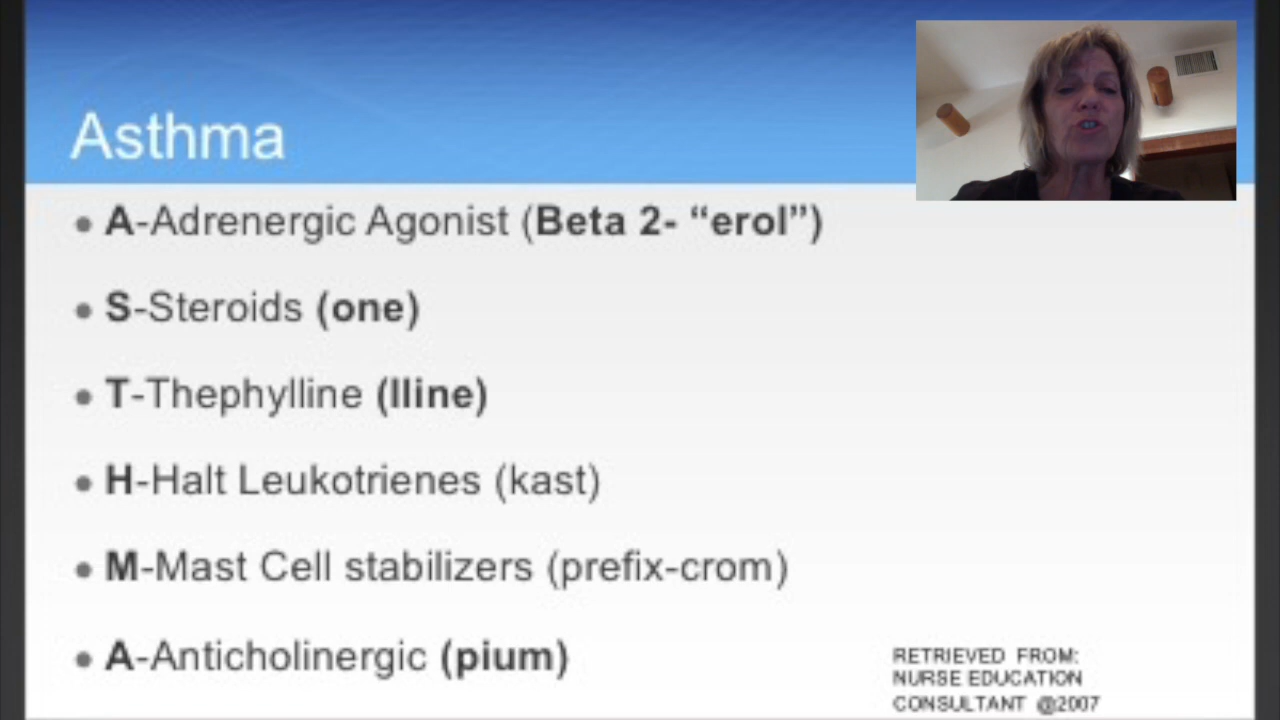 Asthma
• A-Adrenergic Agonist (Beta 2- “erol”)
• S-Steroids (one)
• T-Thephylline (lline)
• H-Halt Leukotrienes (kast)
• M-Mast Cell stabilizers (prefix-crom)
• A-Anticholinergic (pium)
RETRIEVED FROM:
NURSE EDUCATION
CONSULTANT @2007